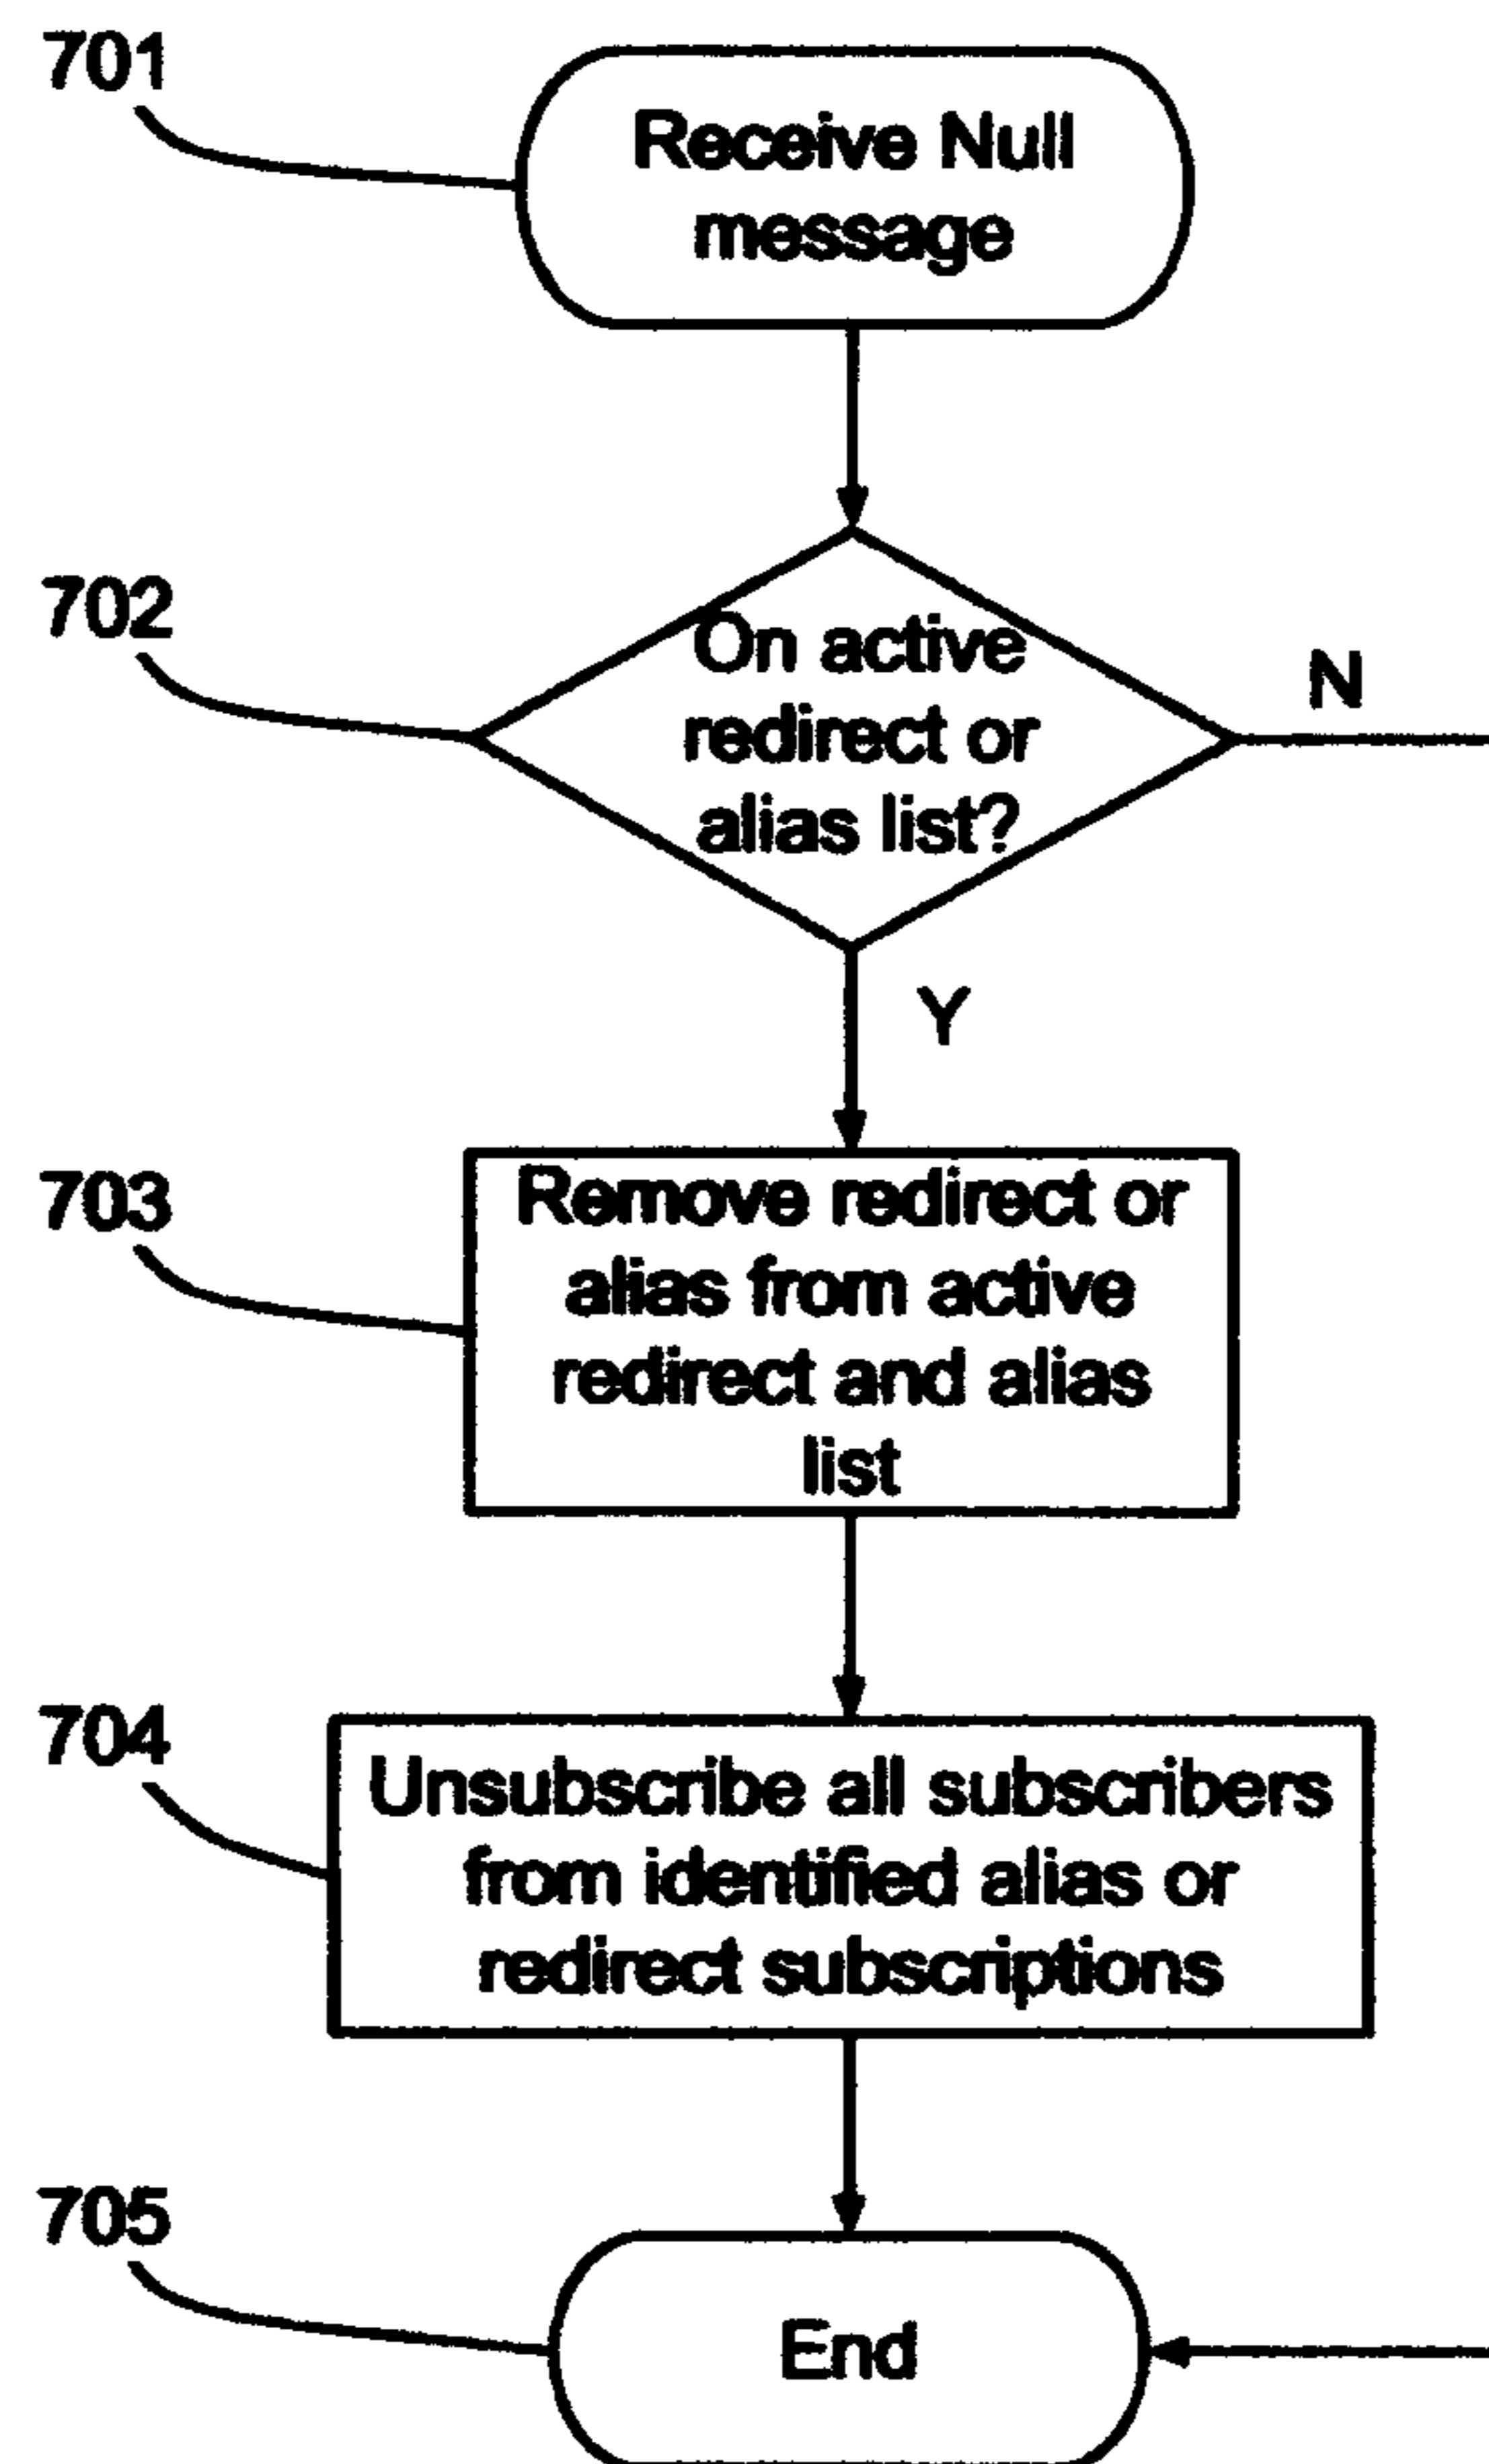 701
Receive Null
message
702
On active
redirect or
alias list?
N
Y
703
Remove redirect or
alias from active
redirect and alias
list
704
Unsubscribe all subscribers
from identified alias or
redirect subscriptions
705
End